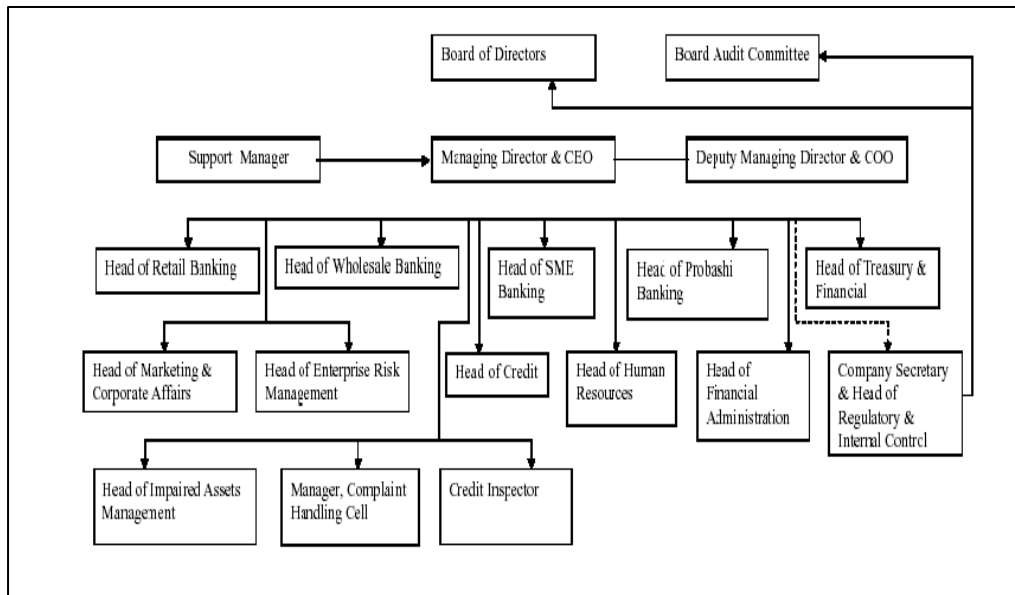 Board of Directors
Board Audit Committee
Support Manager
Managing Director & CEO
Deputy Managing Director & COO
Head of Retail Banking
Head of Wholesale Banking
Head of SME
Banking
Head of Probashi
Banking
Head of Treasury &
Financial
Head of Marketing &
Corporate Affairs
Head of Enterprise Risk
Management
Head of Credit
Head of Human
Resources
Head of
Financial
Administration
Company Secretary
& Head of
Regulatory &
Internal Control
Head of Impaired Assets
Management
Manager, Complaint
Handling Cell
Credit Inspector